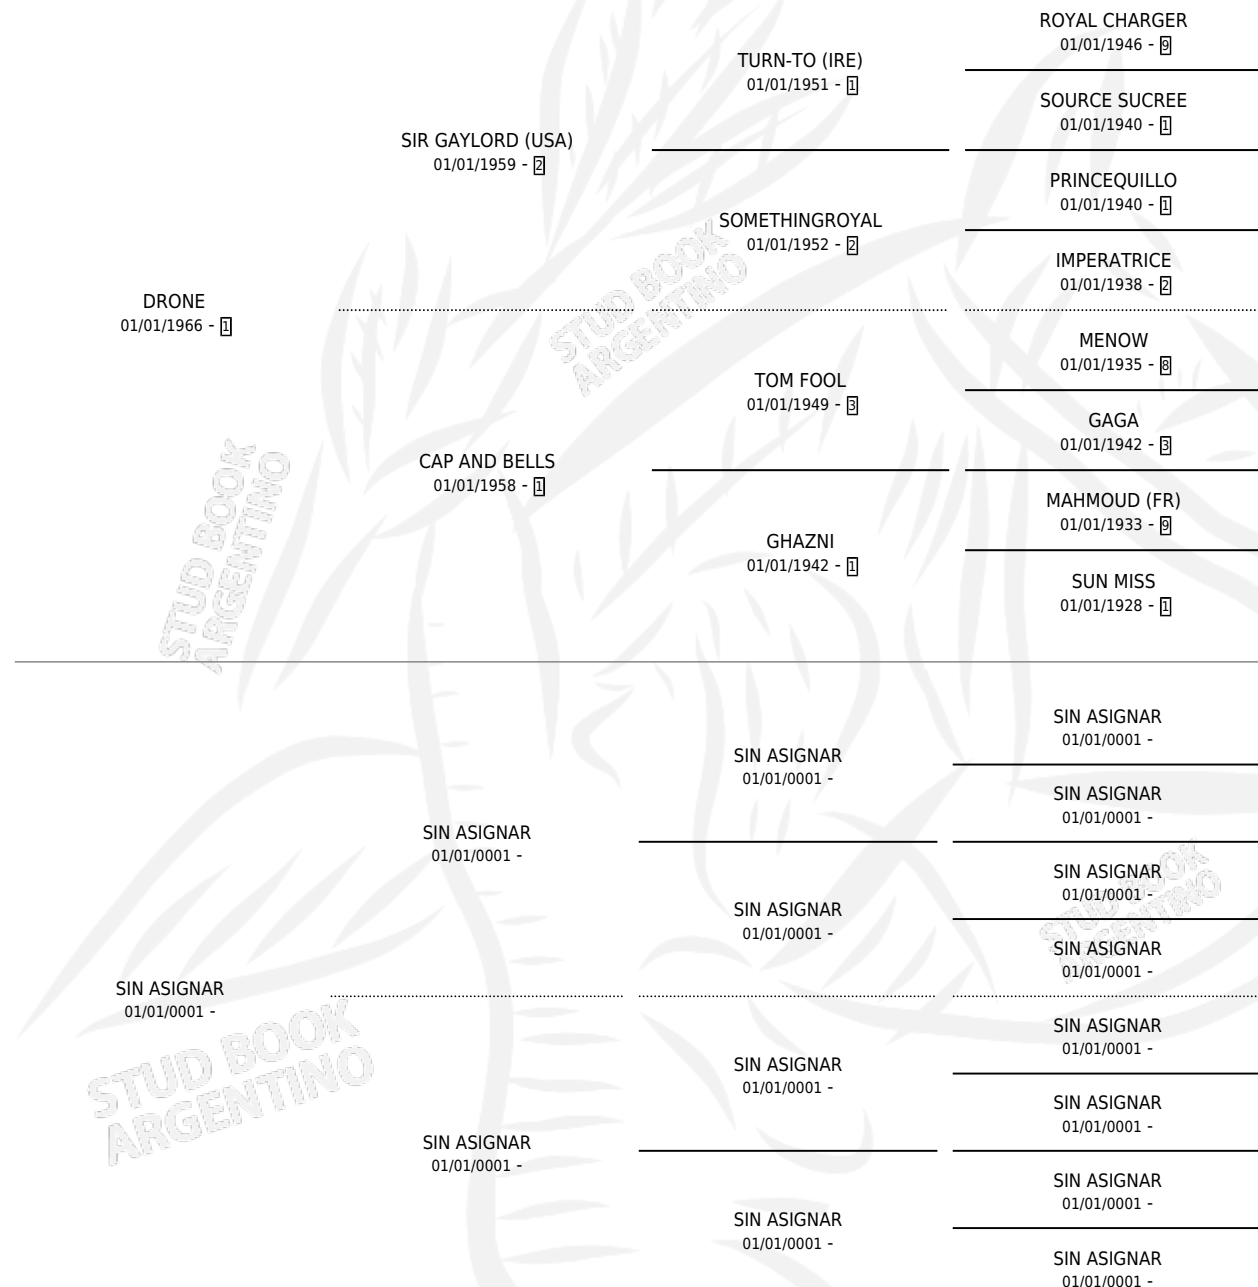 ROYAL CHARGER
01/01/1946 - 9
TURN-TO (IRE)
01/01/1951 - 1
SOURCE SUCREE
01/01/1940 - 1
SIR GAYLORD (USA)
01/01/1959 - 2
PRINCEQUILLO
01/01/1940 - 1
SOMETHINGROYAL
01/01/1952 - 2
IMPERATRICE
01/01/1938 - 2
DRONE
01/01/1966 - 1
STUD BOOK
ARGENTINO
MENOW
01/01/1935 - 8
TOM FOOL
01/01/1949 - 3
GAGA
01/01/1942 - 3
CAP AND BELLS
01/01/1958 - 1
MAHMOUD (FR)
01/01/1933 - 9
GHAZNI
01/01/1942 - 1
SUN MISS
01/01/1928 - 1
STUD BOOK
ARGENTINO
SIN ASIGNAR
01/01/0001 -
SIN ASIGNAR
01/01/0001 -
SIN ASIGNAR
01/01/0001 -
SIN ASIGNAR
01/01/0001 -
SIN ASIGNAR
01/01/0001 -
SIN ASIGNAR
01/01/0001 -
SIN ASIGNAR
01/01/0001 -
STUD BOOK
ARGENTINO
SIN ASIGNAR
01/01/0001 -
STUD BOOK
ARGENTINO
SIN ASIGNAR
01/01/0001 -
SIN ASIGNAR
01/01/0001 -
SIN ASIGNAR
01/01/0001 -
SIN ASIGNAR
01/01/0001 -
SIN ASIGNAR
01/01/0001 -
SIN ASIGNAR
01/01/0001 -
SIN ASIGNAR
01/01/0001 -